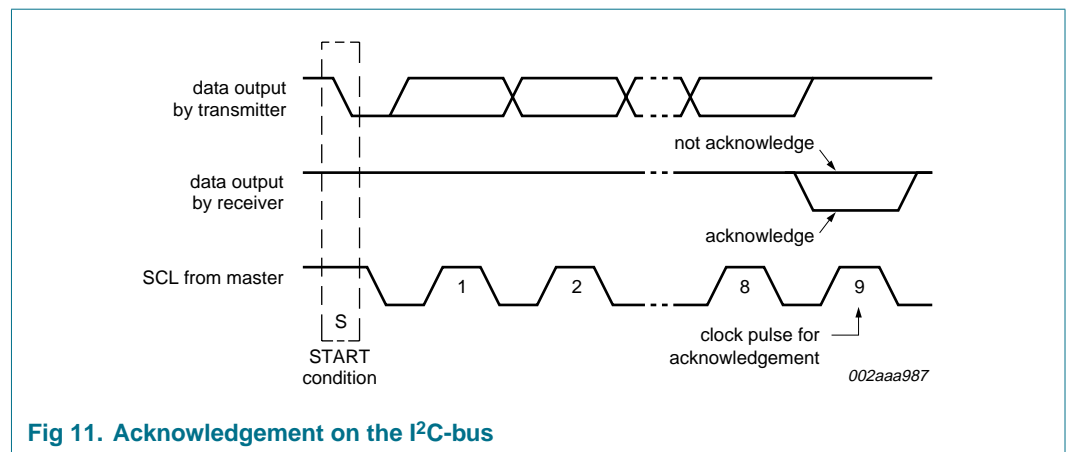 data output
by transmitter
not acknowledge
data output
by receiver
acknowledge
SCL from master
1
2
8
9
S
START
condition
clock pulse for
acknowledgement
002aaa987
Fig 11. Acknowledgement on the I²C-bus